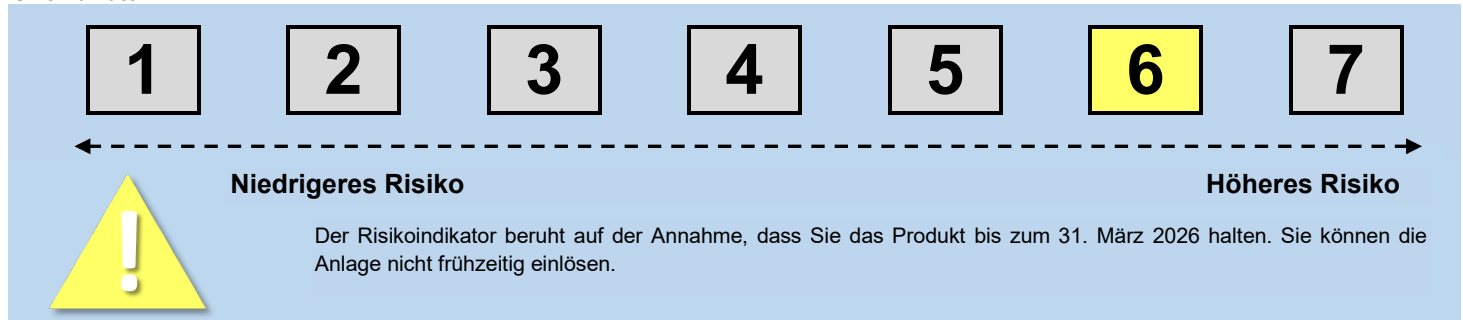 1 2 3 4 5 6 7
Niedrigeres Risiko Höheres Risiko
!
Der Risikoindikator beruht auf der Annahme, dass Sie das Produkt bis zum 31. März 2026 halten. Sie können die
Anlage nicht frühzeitig einlösen.